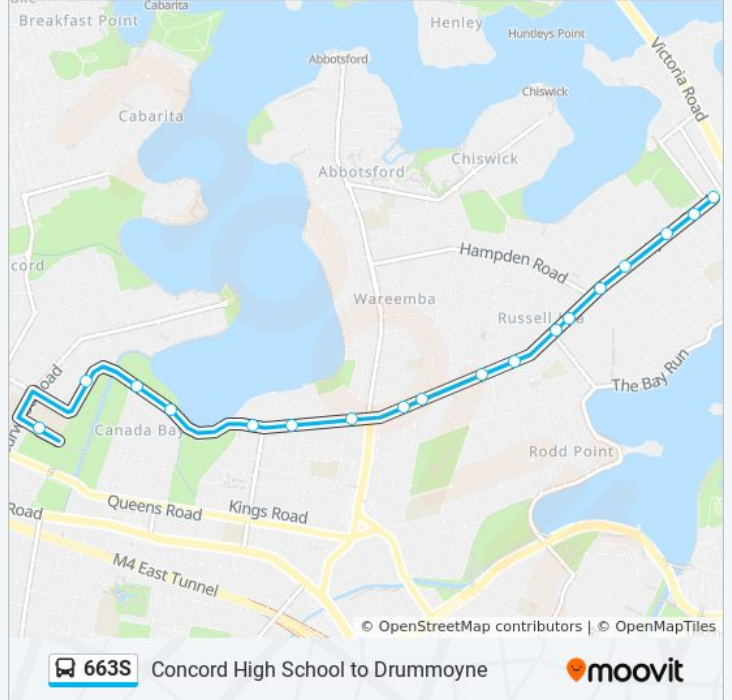 Cabarita
Breakfast Point
Henley
Huntleys Point
Victoria Road
Abbotsford
Chiswick
Cabarita
Chiswick
Abbotsford
Hampden Road
cord
Wareemba
Russell
The Bay Run
Canada Bay
Rodd Point
Queens Road
Kings Road
Road
M4 East Tunnel
© OpenStreetMap contributors | © OpenMapTiles
663S Concord High School to Drummoyne
moovit